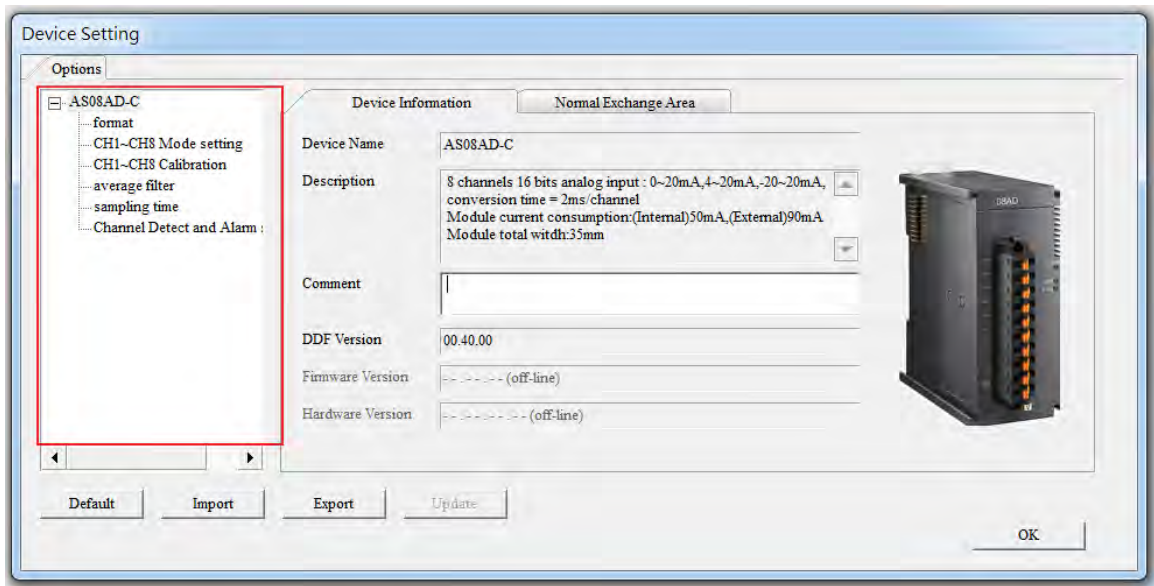 Device Setting
Options
AS08AD-C
format
CH1~CH8 Mode setting
CH1~CH8 Calibration
average filter
sampling time
Channel Detect and Alarm
Device Information
Normal Exchange Area
Device Name
AS08AD-C
Description
8 channels 16 bits analog input : 0~20mA,4~20mA,-20~20mA,
conversion time = 2ms/channel
Module current consumption:(Internal)50mA,(External)90mA
Module total witdh:35mm
Comment
DDF Version
00.40.00
Firmware Version
--.--.-- (off-line)
Hardware Version
--.--.--.-- (off-line)
08AD
Default
Import
Export
Update
OK